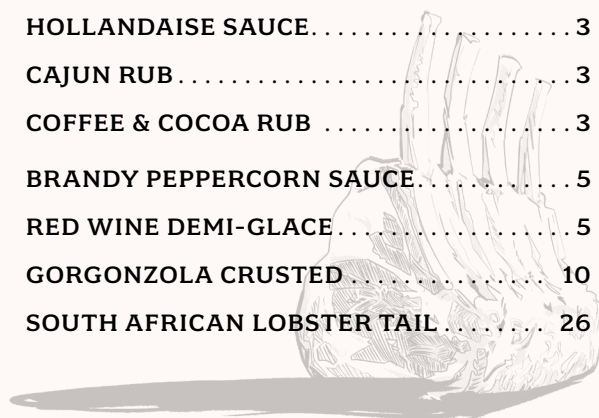 HOLLANDAISE SAUCE. . . . . . . . . . . . . . . . . . . . 3
CAJUN RUB . . . . . . . . . . . . . . . . . . . . . . . . . . . . . . 3
COFFEE & COCOA RUB . . . . . . . . . . . . . . . . . . . 3
BRANDY PEPPERCORN SAUCE. . . . . . . . . . . . 5
RED WINE DEMI-GLACE. . . . . . . . . . . . . . . . . . 5
GORGONZOLA CRUSTED . . . . . . . . . . . . . . . 10
SOUTH AFRICAN LOBSTER TAIL . . . . . . . . 26